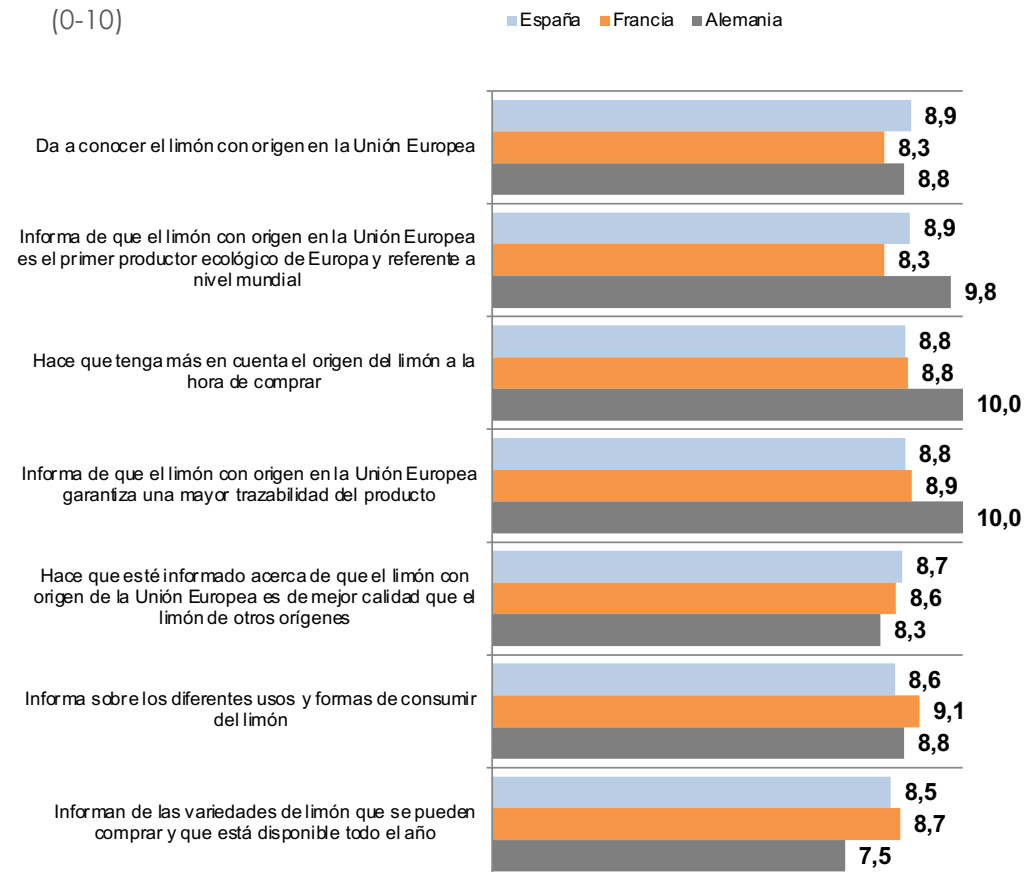 (0-10)
España Francia Alemania
8,9
Da a conocer el limón con origen en la Unión Europea
8,3
8,8
Informa de que el limón con origen en la Unión Europea
es el primer productor ecológico de Europa y referente a
nivel mundial
8,9
8,3
9,8
Hace que tenga más en cuenta el origen del limón a la
hora de comprar
8,8
8,8
10,0
Informa de que el limón con origen en la Unión Europea
garantiza una mayor trazabilidad del producto
8,8
8,9
10,0
Hace que esté informado acerca de que el limón con
origen de la Unión Europea es de mejor calidad que el
limón de otros orígenes
8,7
8,6
8,3
Informa sobre los diferentes usos y formas de consumir
del limón
8,6
9,1
8,8
Informan de las variedades de limón que se pueden
comprar y que está disponible todo el año
8,5
8,7
7,5